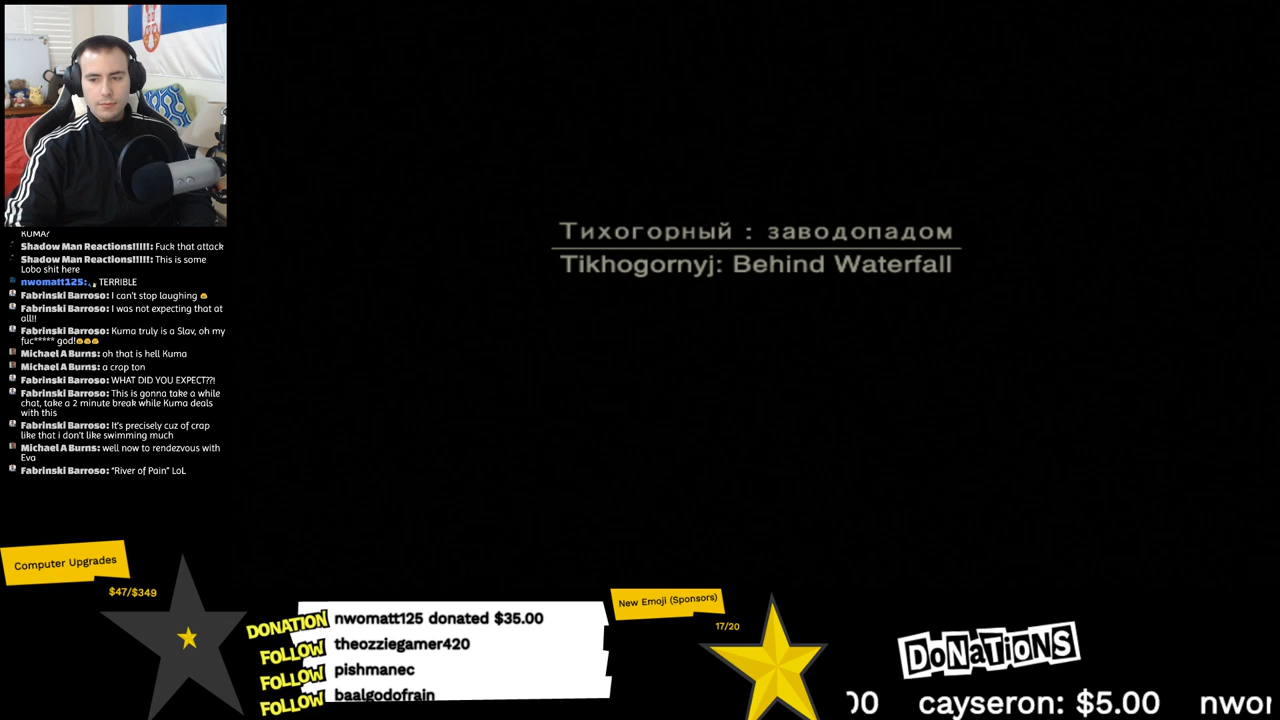 Тихогорный : заводопадом
Tikhogornyj: Behind Waterfall
KUMA?
Shadow Man Reactions!!!!!: Fuck that attack
Shadow Man Reactions!!!!!: This is some
Lobo shit here
nwomatt125: TERRIBLE
Fabrinski Barroso: I can't stop laughing
Fabrinski Barroso: I was not expecting that at
all!!
Fabrinski Barroso: Kuma truly is a Slav, oh my
fuc***** god!
Michael A Burns: oh that is hell Kuma
Michael A Burns: a crap ton
Fabrinski Barroso: WHAT DID YOU EXPECT??!
Fabrinski Barroso: This is gonna take a while
chat, take a 2 minute break while Kuma deals
with this
Fabrinski Barroso: It's precisely cuz of crap
like that i don't like swimming much
Michael A Burns: well now to rendezvous with
Eva
Fabrinski Barroso: "River of Pain" LoL
Computer Upgrades
$47/$349
DONATION nwomatt125 donated $35.00
FOLLOW theozziegamer420
FOLLOW pishmanec
FOLLOW baalgodofrain
New Emoji (Sponsors)
17/20
DONATIONS
00 cayseron: $5.00 nwo